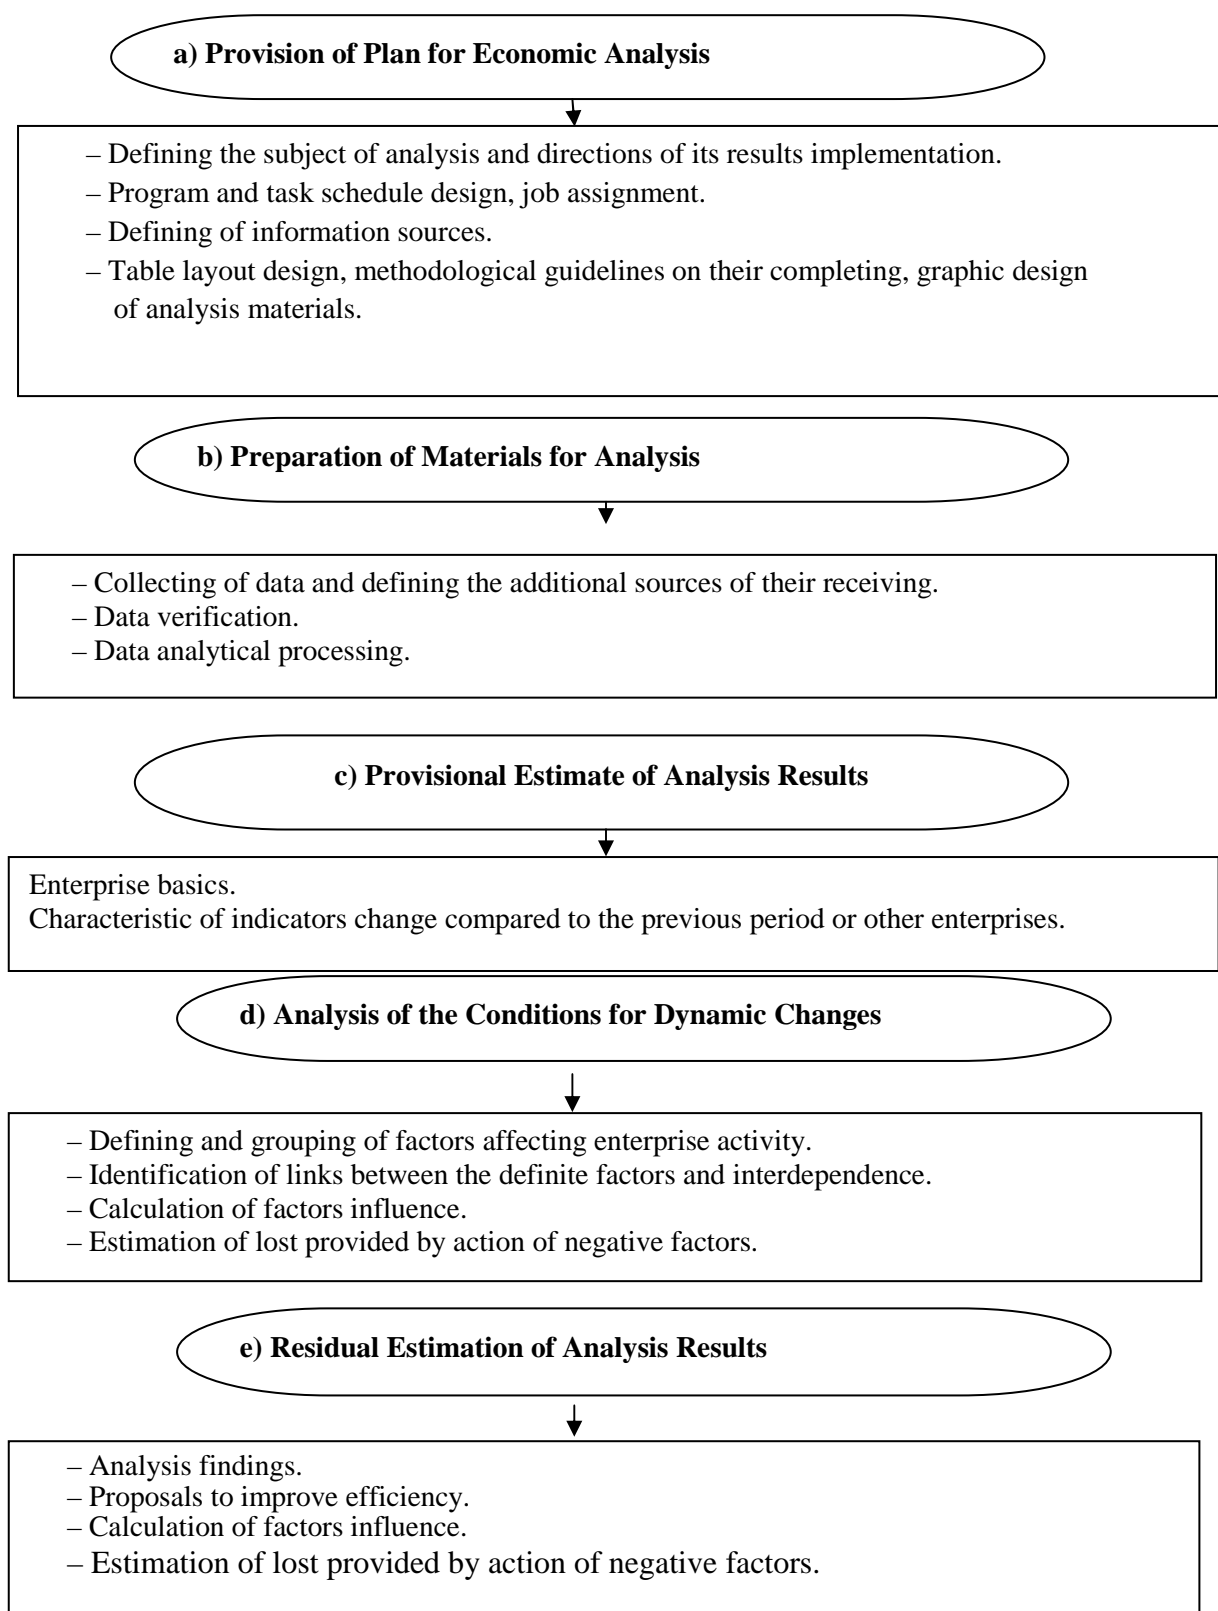 a) Provision of Plan for Economic Analysis
– Defining the subject of analysis and directions of its results implementation.
– Program and task schedule design, job assignment.
– Defining of information sources.
– Table layout design, methodological guidelines on their completing, graphic design
of analysis materials.
b) Preparation of Materials for Analysis
– Collecting of data and defining the additional sources of their receiving.
– Data verification.
– Data analytical processing.
c) Provisional Estimate of Analysis Results
Enterprise basics.
Characteristic of indicators change compared to the previous period or other enterprises.
d) Analysis of the Conditions for Dynamic Changes
– Defining and grouping of factors affecting enterprise activity.
– Identification of links between the definite factors and interdependence.
– Calculation of factors influence.
– Estimation of lost provided by action of negative factors.
e) Residual Estimation of Analysis Results
– Analysis findings.
– Proposals to improve efficiency.
– Calculation of factors influence.
– Estimation of lost provided by action of negative factors.